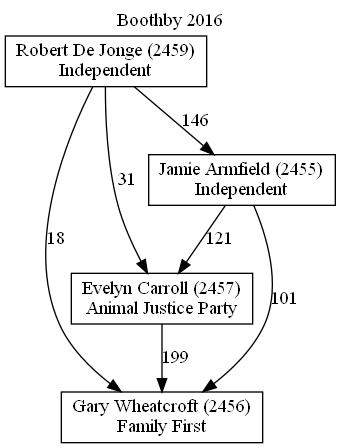 Boothby 2016
Robert De Jonge (2459)
Independent
146
Jamie Armfield (2455)
Independent
31
18
121
Evelyn Carroll (2457)
Animal Justice Party
101
199
Gary Wheatcroft (2456)
Family First